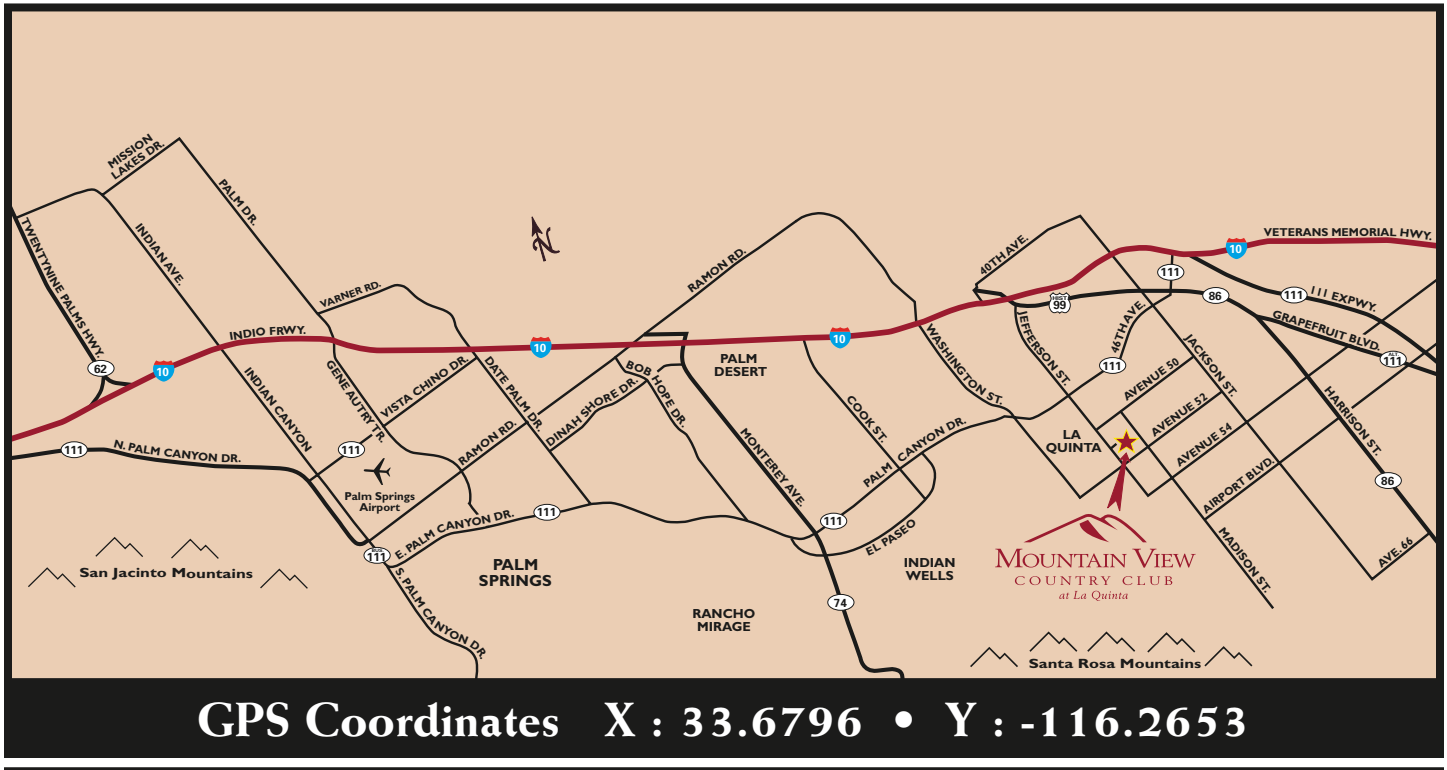 MISSION
LAKES DR.
PALM DR.
TWENTYNINE PALMS HWY.
INDIAN AVE.
N
RAMON RD.
40TH AVE.
VETERANS MEMORIAL HWY.
10
111
VARNER RD.
HIST
99
86
111
111 EXPWY.
GRAPEFRUIT BLVD.
ALT
111
INDIO FRWY.
10
10
10
62
WASHINGTON ST.
JEFFERSON ST.
46TH AVE.
111
JACKSON ST.
PALM
DESERT
GENE AUTRY TR.
VISTA CHINO DR.
DATE PALM DR.
BOB HOPE DR.
DINAH SHORE DR.
INDIAN CANYON
COOK ST.
AVENUE 50
AVENUE 52
AVENUE 54
HARRISON ST.
111
N. PALM CANYON DR.
111
RAMON RD.
MONTEREY AVE.
PALM CANYON DR.
LA
QUINTA
AIRPORT BLVD.
86
Palm Springs
Airport
111
E. PALM CANYON DR.
111
EL PASEO
BUS
111
MADISON ST.
AVE. 66
San Jacinto Mountains
S. PALM CANYON DR.
PALM
SPRINGS
INDIAN
WELLS
MOUNTAIN VIEW
COUNTRY CLUB
at La Quinta
74
RANCHO
MIRAGE
Santa Rosa Mountains
GPS Coordinates X : 33.6796 • Y : -116.2653